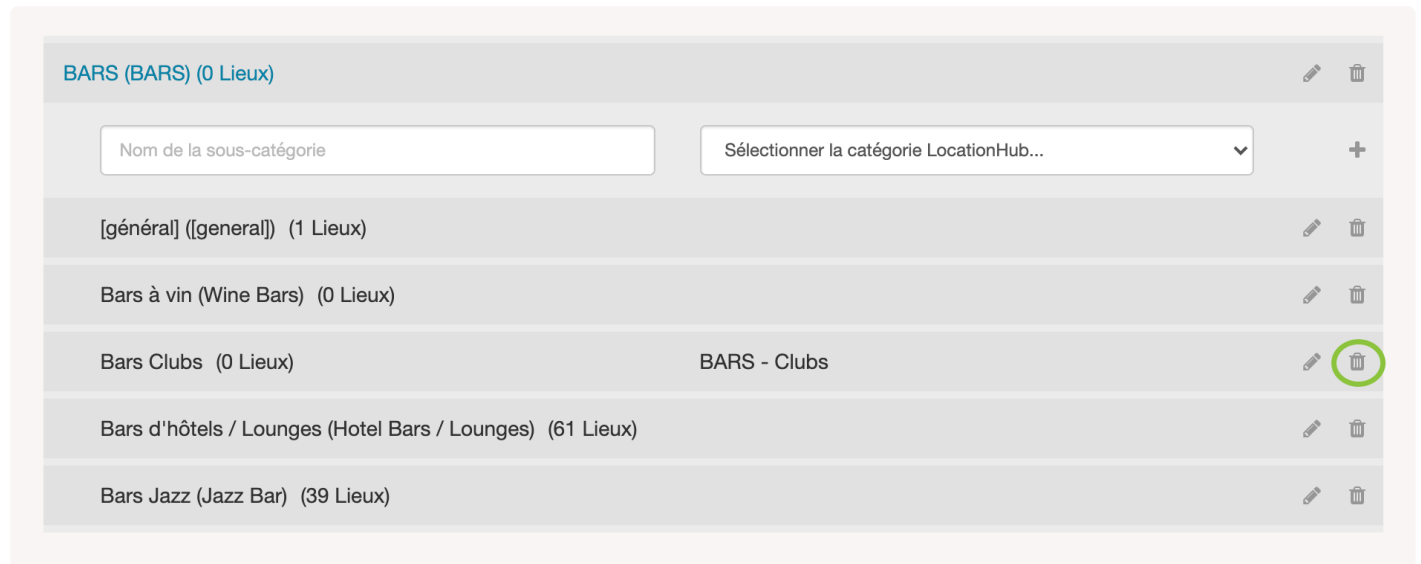 BARS (BARS) (0 Lieux)
Nom de la sous-catégorie Sélectionner la catégorie LocationHub...
[général] ([general]) (1 Lieux)
Bars à vin (Wine Bars) (0 Lieux)
Bars Clubs (0 Lieux) BARS - Clubs
Bars d'hôtels / Lounges (Hotel Bars / Lounges) (61 Lieux)
Bars Jazz (Jazz Bar) (39 Lieux)